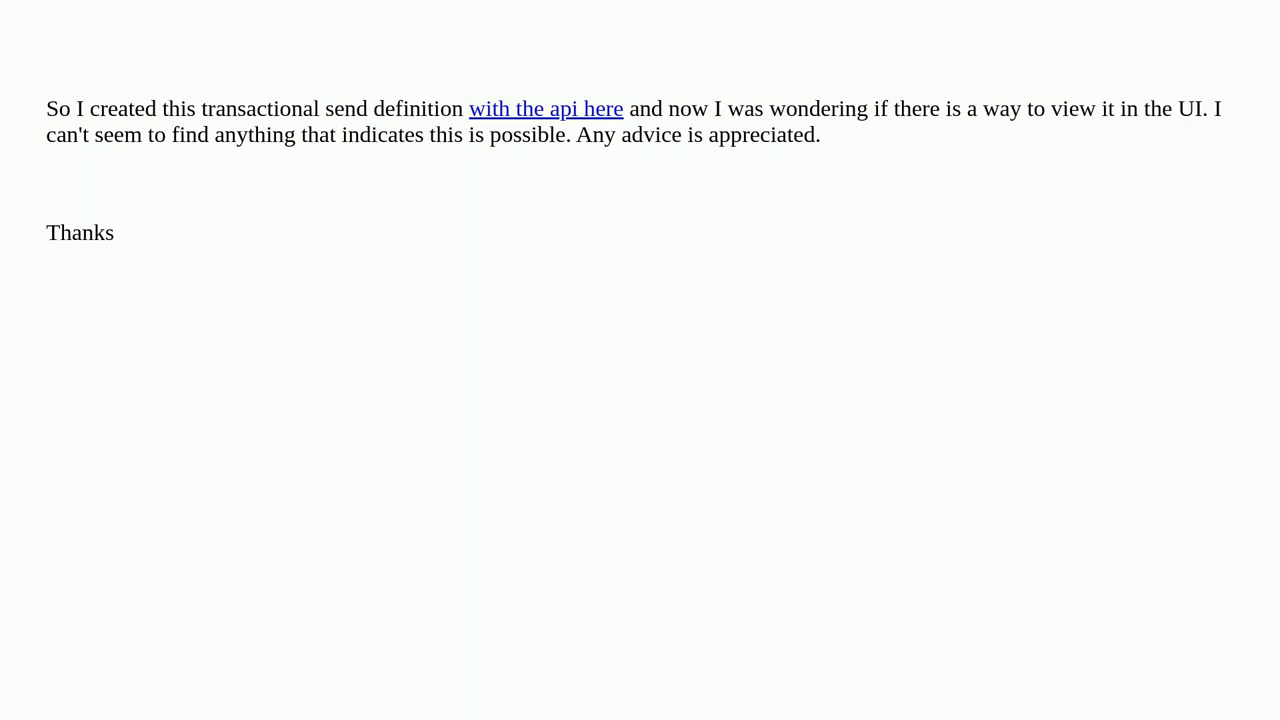 So I created this transactional send definition with the api here and now I was wondering if there is a way to view it in the UI. I
can't seem to find anything that indicates this is possible. Any advice is appreciated.
Thanks